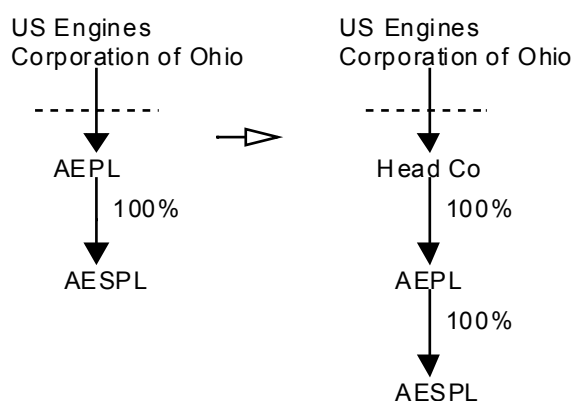 US Engines
Corporation of Ohio
AEPL
100%
AESPL
US Engines
Corporation of Ohio
Head Co
100%
AEPL
100%
AESPL